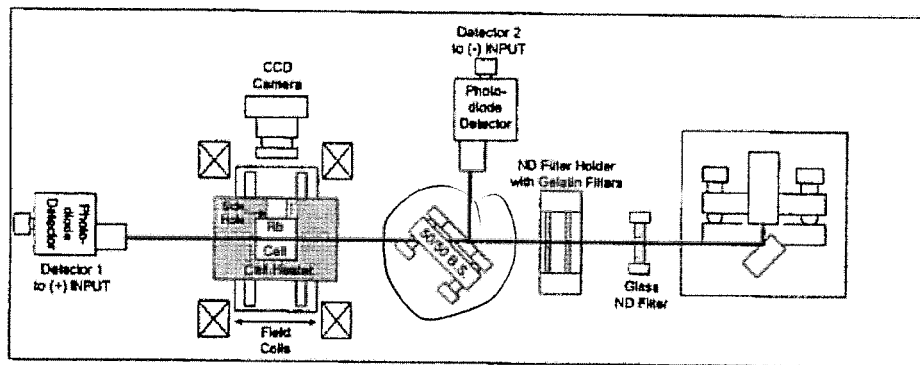 Detector 2
to (-) INPUT
CCD
Camera
Photo-
diode
Detector
ND Filter Holder
with Gelatin Filters
Photo-
diode
Detector
Side
Hole
Rb
Cell
Cell Heater
50/50 B.S.
Detector 1
to (+) INPUT
Glass
ND Filter
Field
Coils